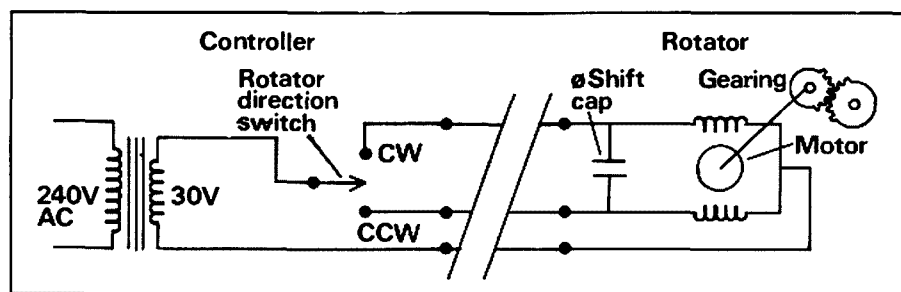 Controller
Rotator
Rotator
direction
switch
øShift
cap
Gearing
CW
Motor
240V
AC
30V
CCW